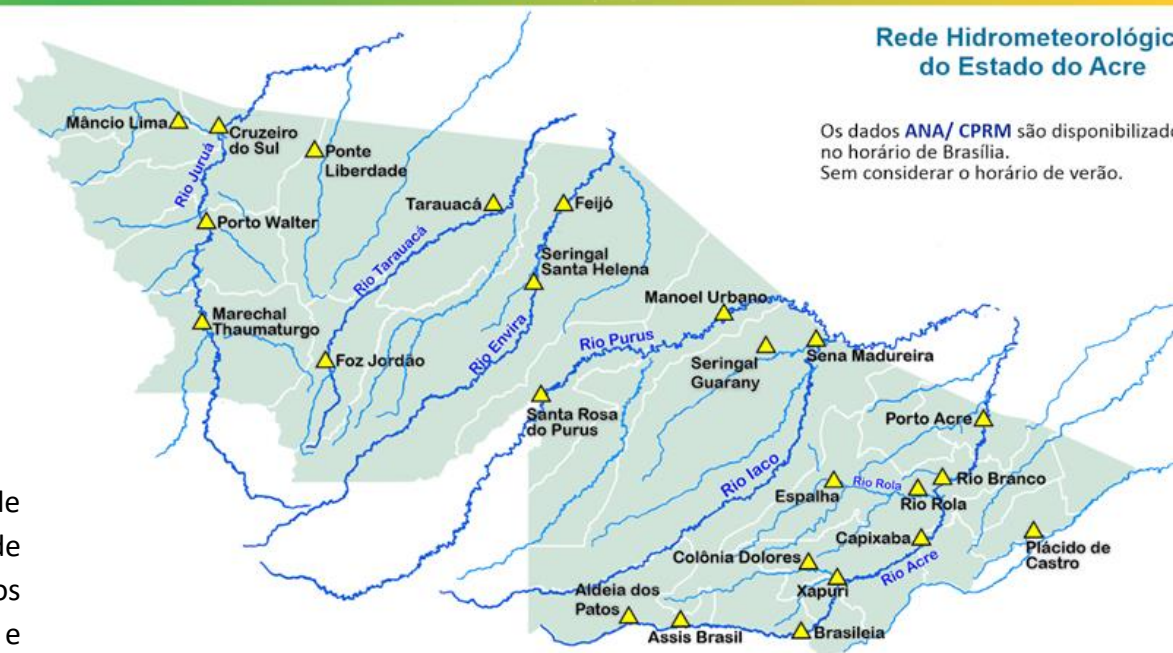 Rede Hidrometeorológic
do Estado do Acre
Os dados ANA/ CPRM são disponibilizado
no horário de Brasília.
Sem considerar o horário de verão.
Mâncio Lima
Cruzeiro
do Sul
Ponte
Liberdade
Rio Juruá
Porto Walter
Tarauacá
Feijó
Rio Tarauacá
Seringal
Santa Helena
Marechal
Thaumaturgo
Foz Jordão
Rio Envira
Manoel Urbano
Rio Purus
Seringal
Guarany
Sena Madureira
Santa Rosa
do Purus
Porto Acre
Rio Iaco
Espalha
Rio Rola
Rio Branco
Rio Rola
Capixaba
Plácido de
Castro
Colônia Dolores
Rio Acre
Xapuri
Aldeia dos
Patos
Assis Brasil
Brasileia
de
de
os
e